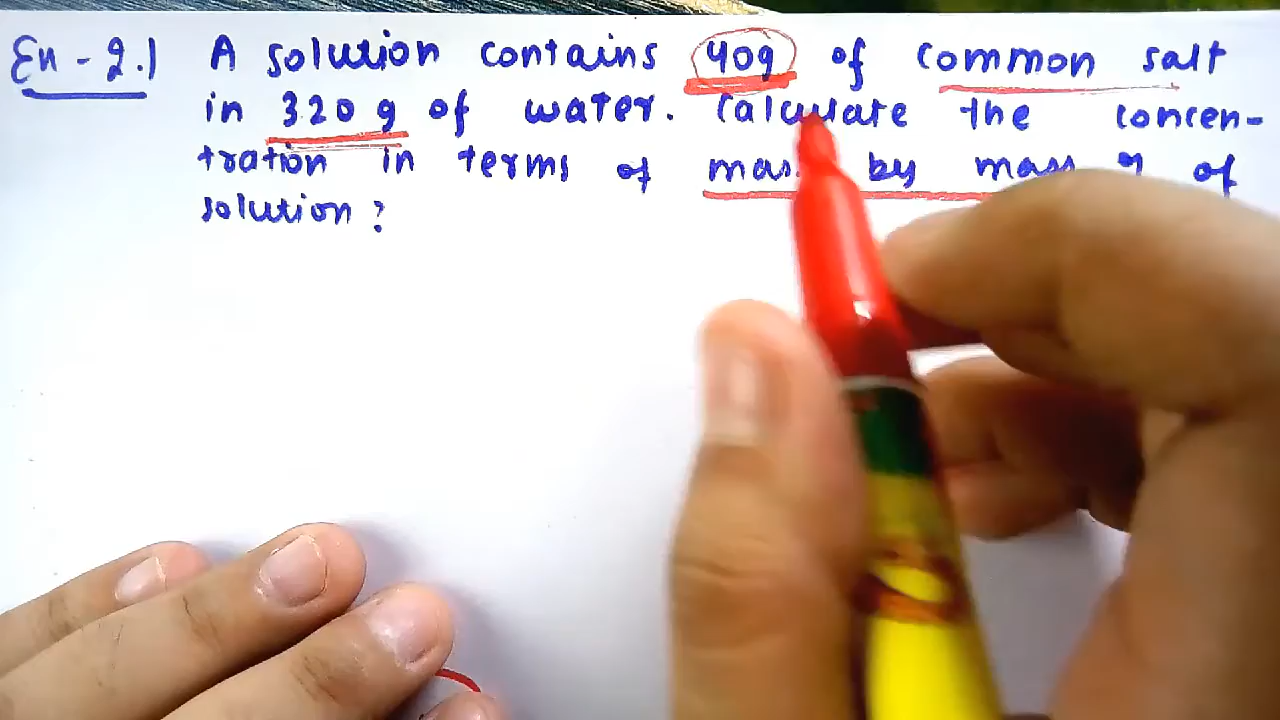 Ex - 2.1 A solution contains 40g of common salt
in 320 g of water. Calculate the concen-
tration in terms of mass by mass % of
solution ?